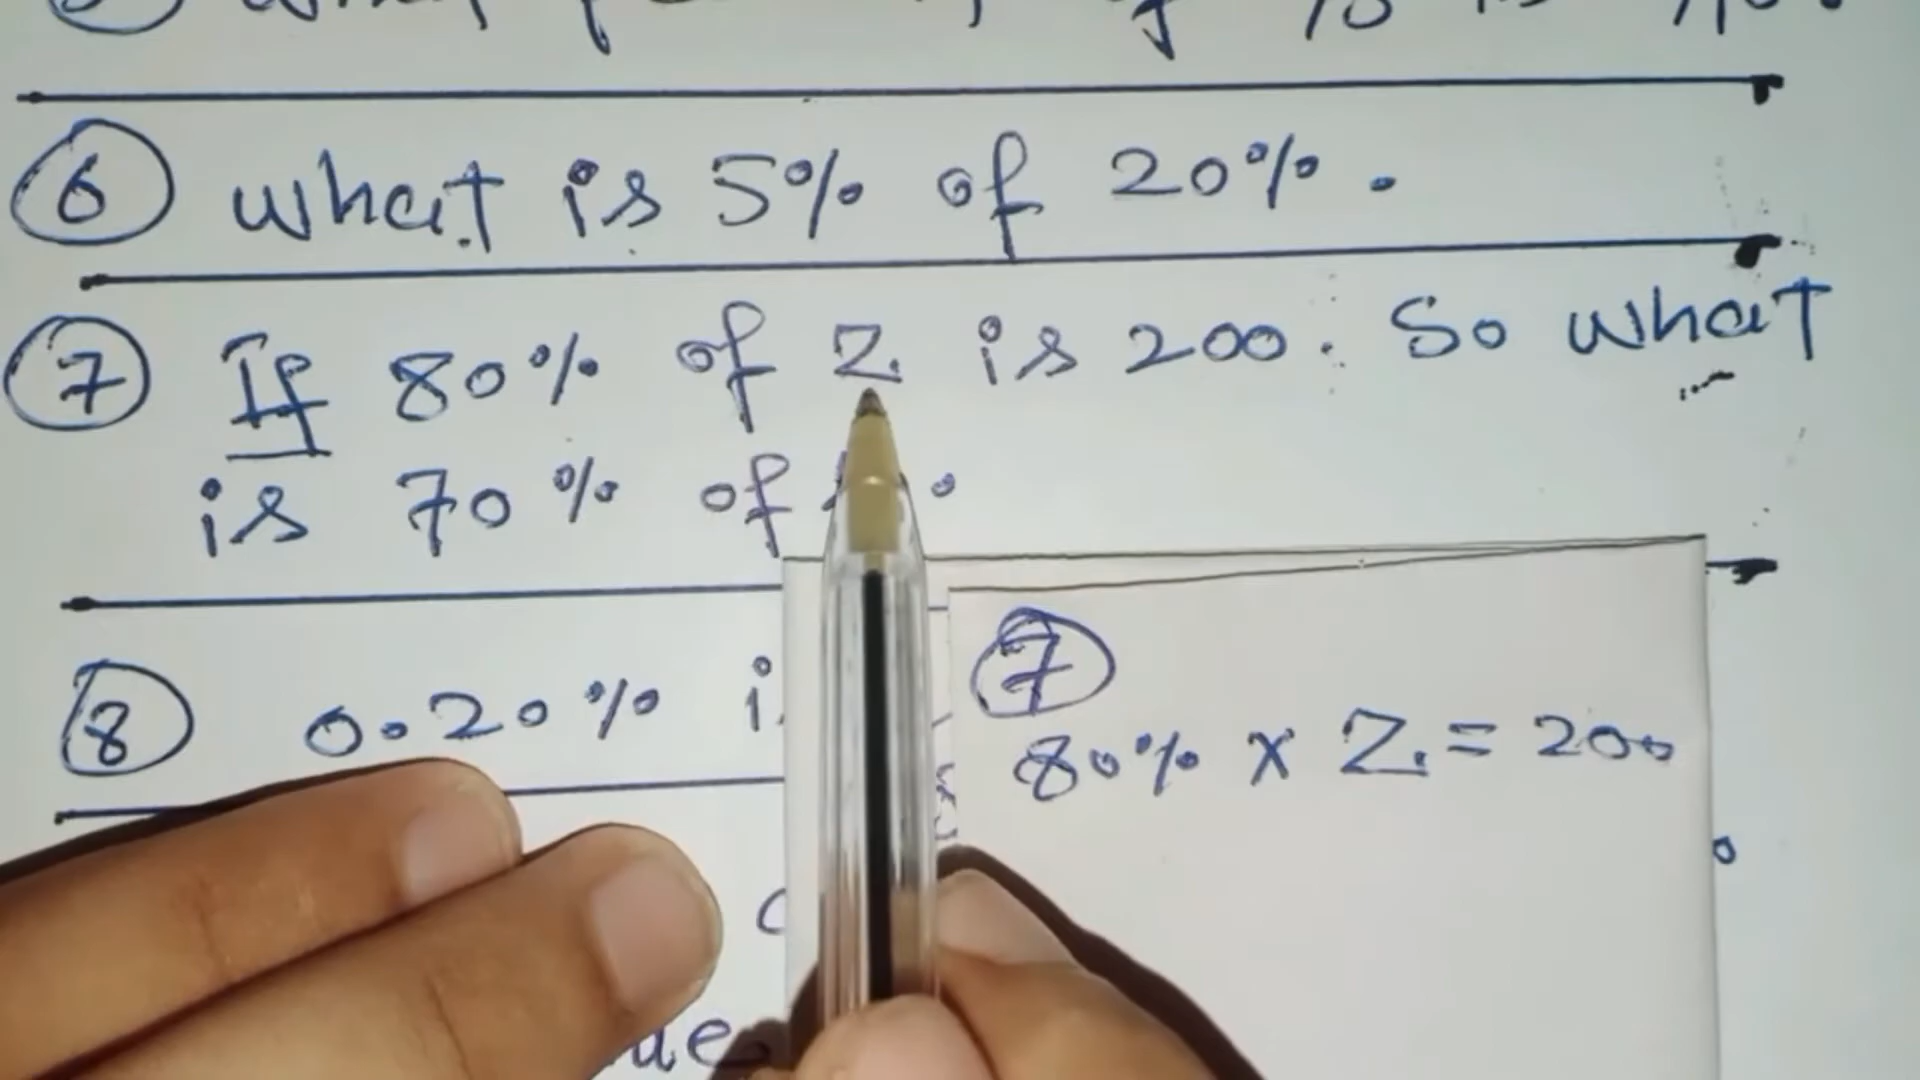 6 What is 5% of 20%.
7 If 80% of Z is 200. So what
is 70% of
8 0.20%
7
80% x Z = 200